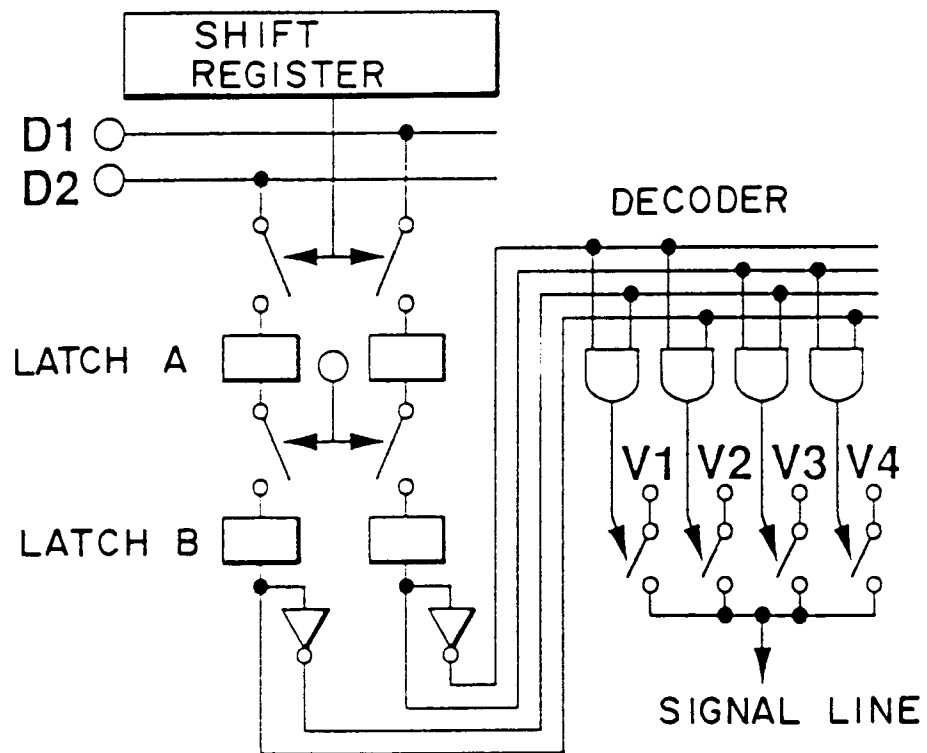 SHIFT
REGISTER
D1
D2
DECODER
LATCH A
V1 V2 V3 V4
LATCH B
SIGNAL LINE